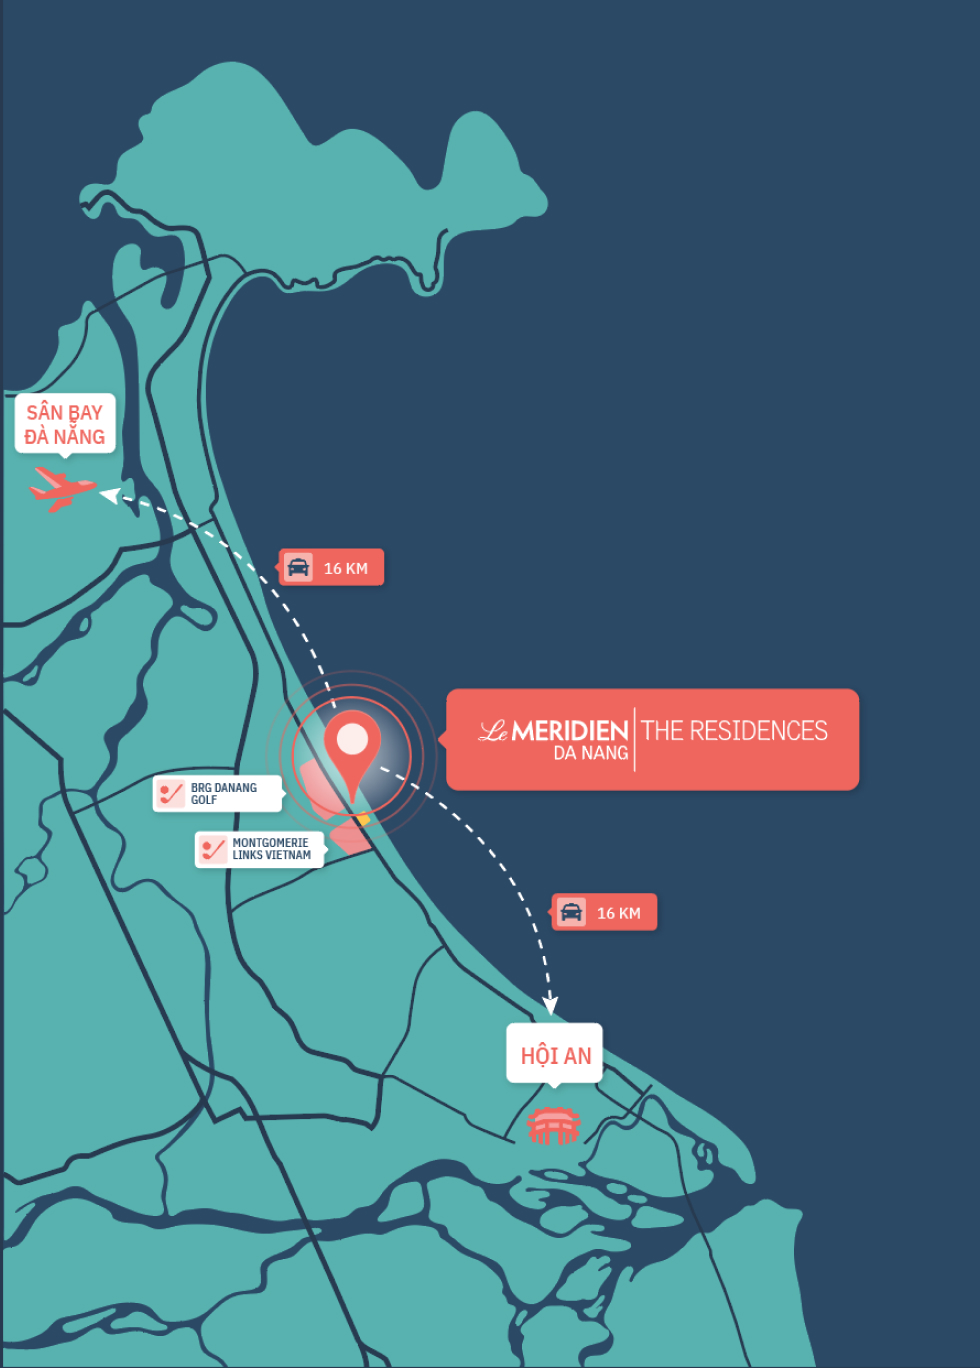 SÂN BAY
ĐÀ NẴNG
16 KM
Le MERIDIEN
DA NANG
THE RESIDENCES
BRG DANANG
GOLF
MONTGOMERIE
LINKS VIETNAM
16 KM
HỘI AN